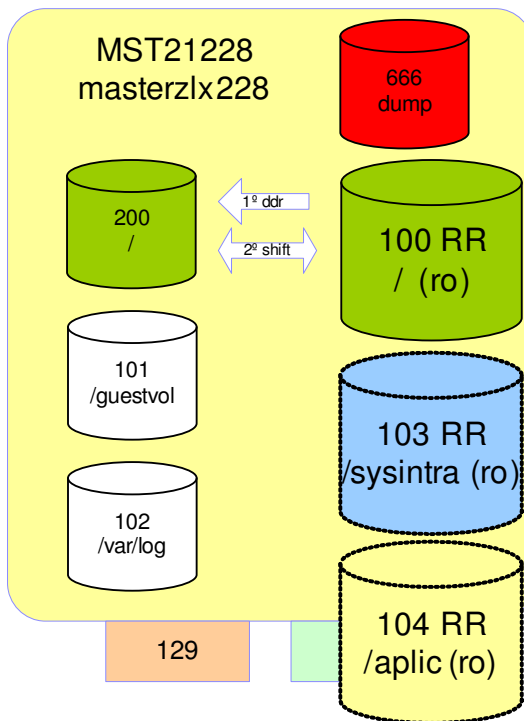 MST21228
masterzlx228
666
dump
200
/
1º ddr
2º shift
100 RR
/ (ro)
101
/guestvol
103 RR
/sysintra (ro)
102
/var/log
104 RR
/aplic (ro)
129